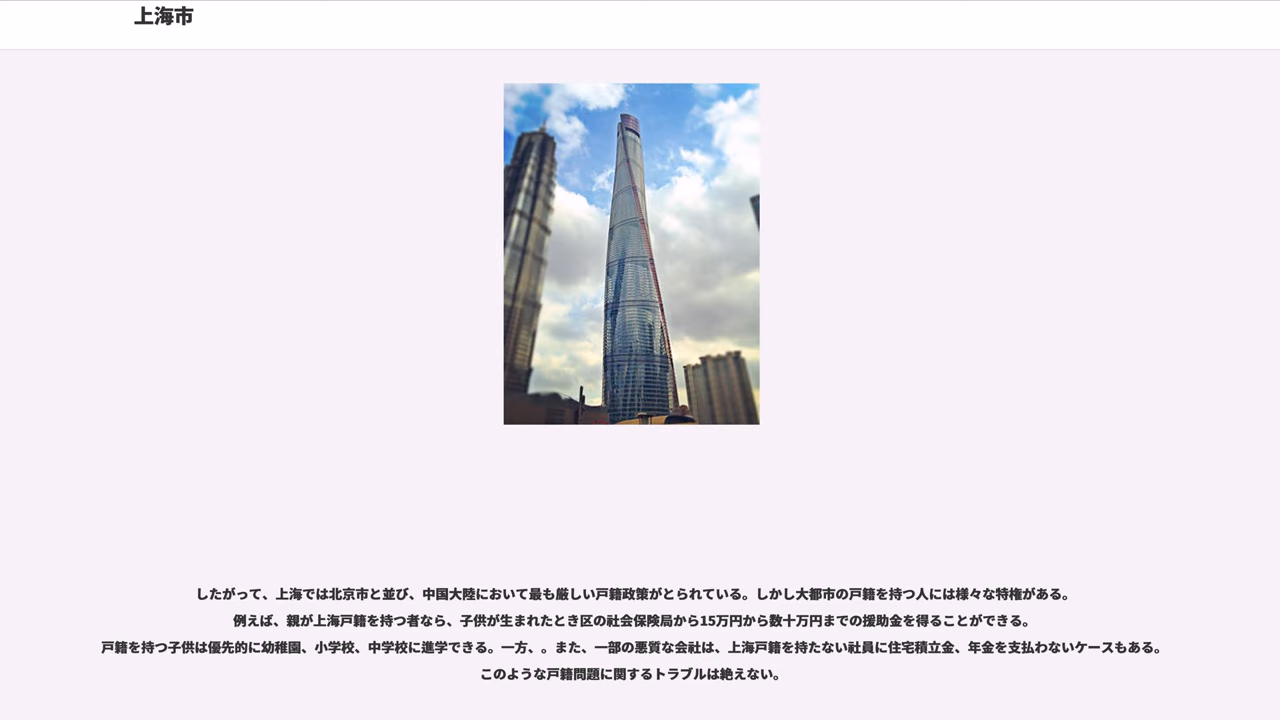 上海市
したがって、上海では北京市と並び、中国大陸において最も厳しい戸籍政策がとられている。しかし大都市の戸籍を持つ人には様々な特権がある。
例えば、親が上海戸籍を持つ者なら、子供が生まれたとき区の社会保険局から15万円から数十万円までの援助金を得ることができる。
戸籍を持つ子供は優先的に幼稚園、小学校、中学校に進学できる。一方、。また、一部の悪質な会社は、上海戸籍を持たない社員に住宅積立金、年金を支払わないケースもある。
このような戸籍問題に関するトラブルは絶えない。